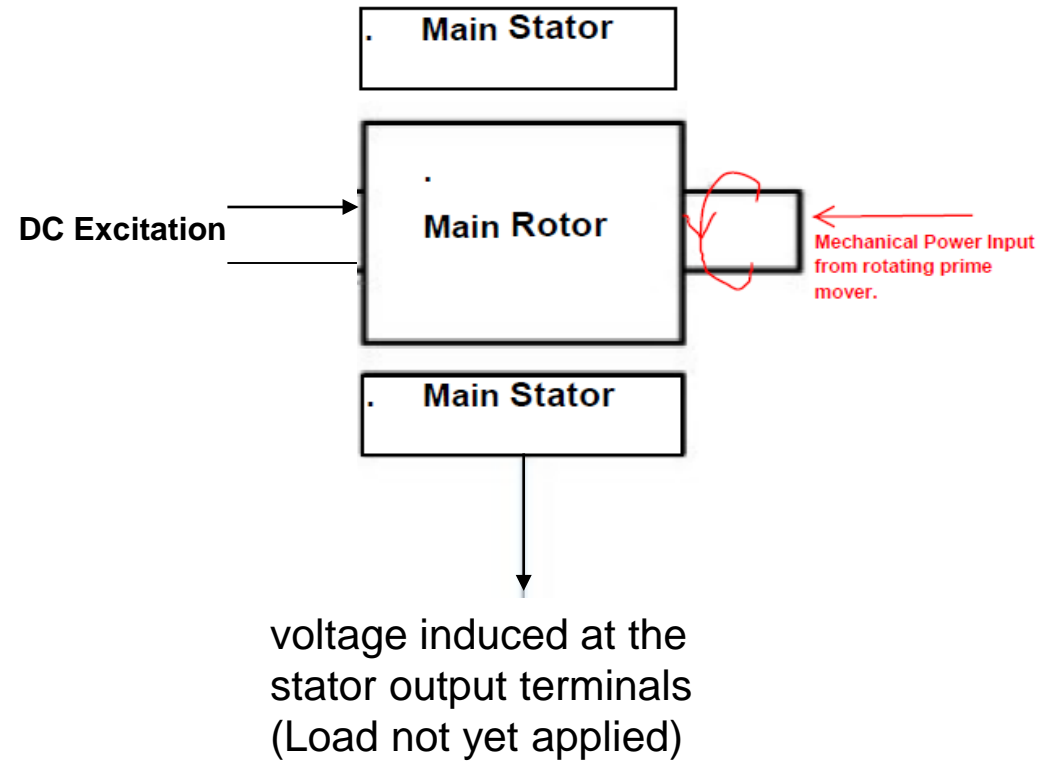 . Main Stator
.
Main Rotor
DC Excitation
Mechanical Power Input
from rotating prime
mover.
. Main Stator
voltage induced at the
stator output terminals
(Load not yet applied)